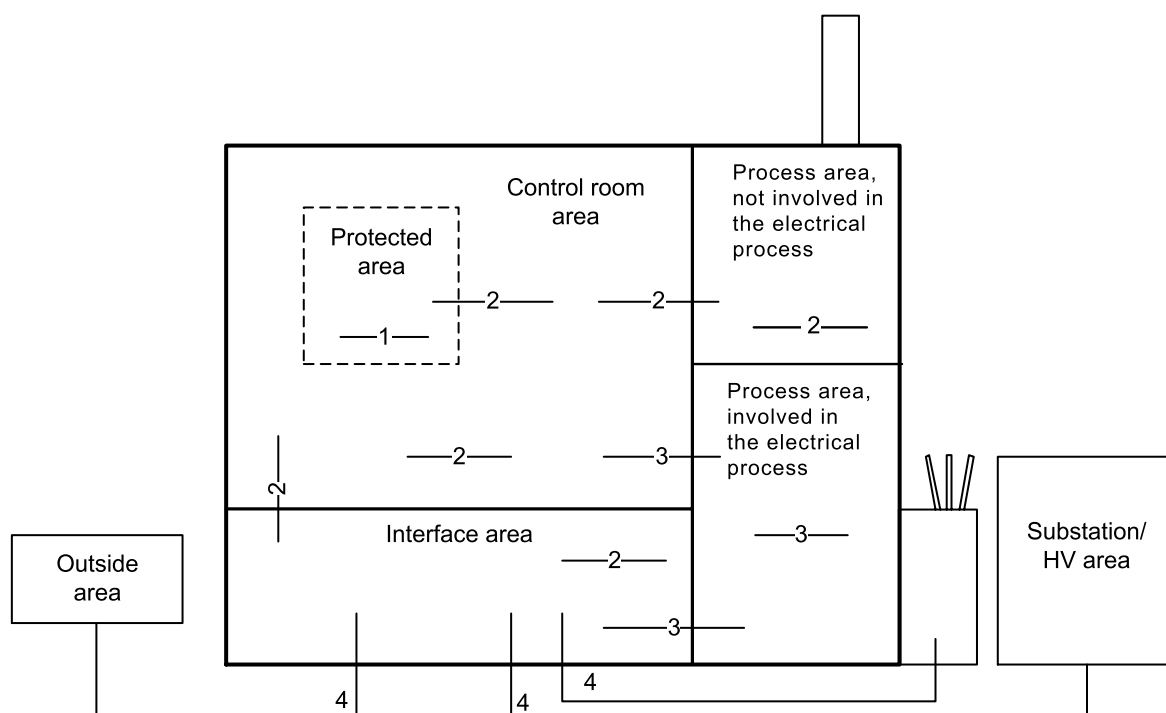 Control room
area
Process area,
not involved in
the electrical
process
Protected
area
2
2
1
2
Process area,
involved in
the electrical
process
2
3
2
Interface area
3
2
Outside
area
Substation/
HV area
3
4
4
4